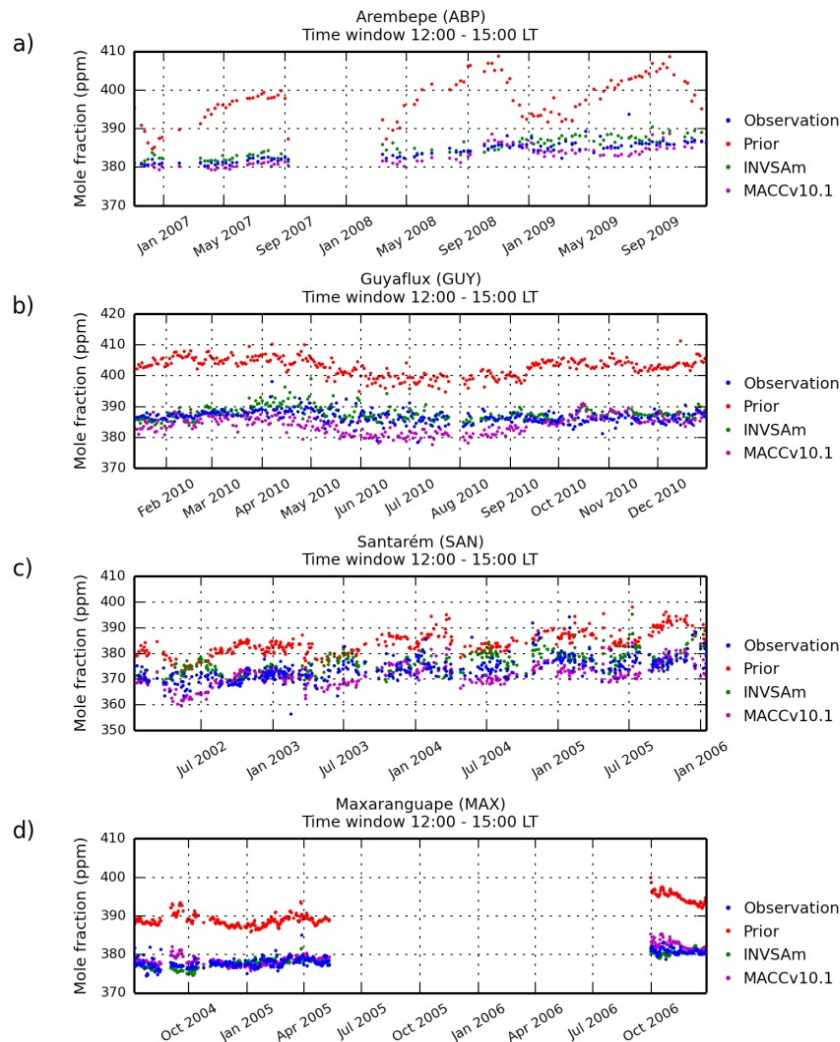 a)
Arembepe (ABP)
Time window 12:00 - 15:00 LT
Mole fraction (ppm)
410
400
390
380
370
Jan 2007
May 2007
Sep 2007
Jan 2008
May 2008
Sep 2008
Jan 2009
May 2009
Sep 2009
Observation
Prior
INVSAm
MACCv10.1
b)
Guyaflux (GUY)
Time window 12:00 - 15:00 LT
Mole fraction (ppm)
420
410
400
390
380
370
Feb 2010
Mar 2010
Apr 2010
May 2010
Jun 2010
Jul 2010
Aug 2010
Sep 2010
Oct 2010
Nov 2010
Dec 2010
Observation
Prior
INVSAm
MACCv10.1
c)
Santarém (SAN)
Time window 12:00 - 15:00 LT
Mole fraction (ppm)
410
400
390
380
370
360
350
Jul 2002
Jan 2003
Jul 2003
Jan 2004
Jul 2004
Jan 2005
Jul 2005
Jan 2006
Observation
Prior
INVSAm
MACCv10.1
d)
Maxaranguape (MAX)
Time window 12:00 - 15:00 LT
Mole fraction (ppm)
410
400
390
380
370
Oct 2004
Jan 2005
Apr 2005
Jul 2005
Oct 2005
Jan 2006
Apr 2006
Jul 2006
Oct 2006
Observation
Prior
INVSAm
MACCv10.1